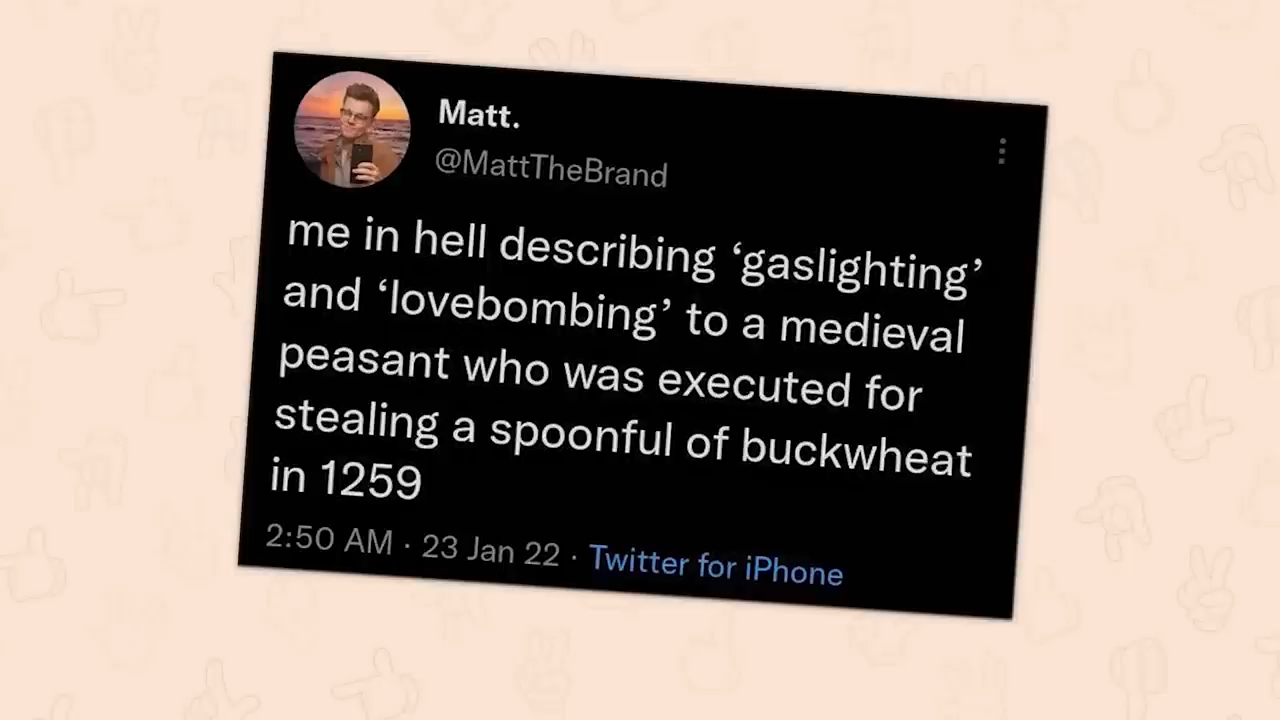 Matt.
@MattTheBrand
me in hell describing ‘gaslighting’
and ‘lovebombing’ to a medieval
peasant who was executed for
stealing a spoonful of buckwheat
in 1259
2:50 AM · 23 Jan 22 · Twitter for iPhone